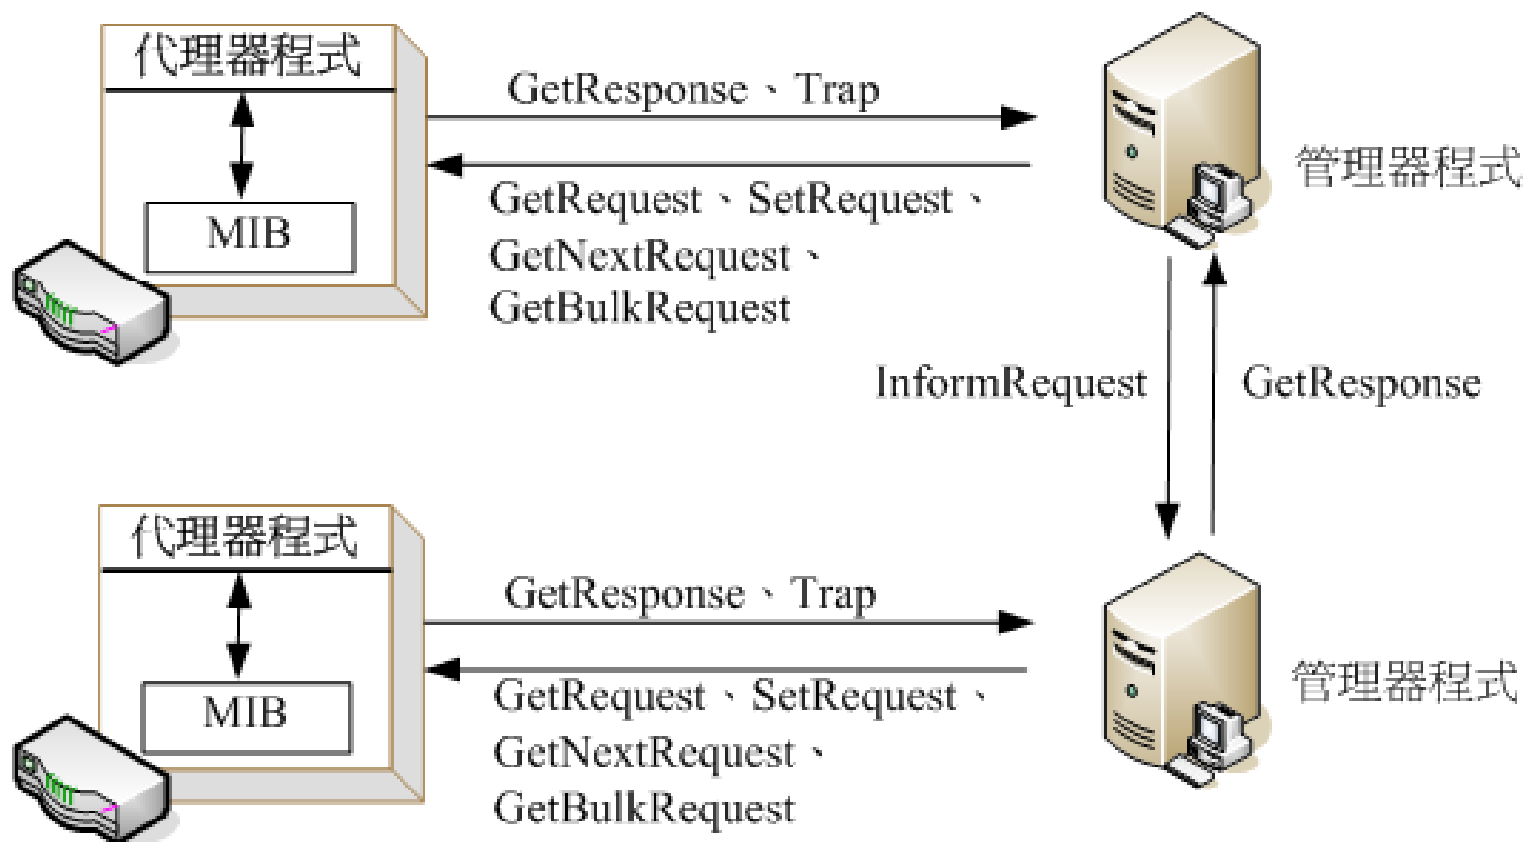 代理器程式
GetResponse、Trap
管理器程式
GetRequest、SetRequest、
GetNextRequest、
GetBulkRequest
MIB
InformRequest
GetResponse
代理器程式
GetResponse、Trap
管理器程式
GetRequest、SetRequest、
GetNextRequest、
GetBulkRequest
MIB